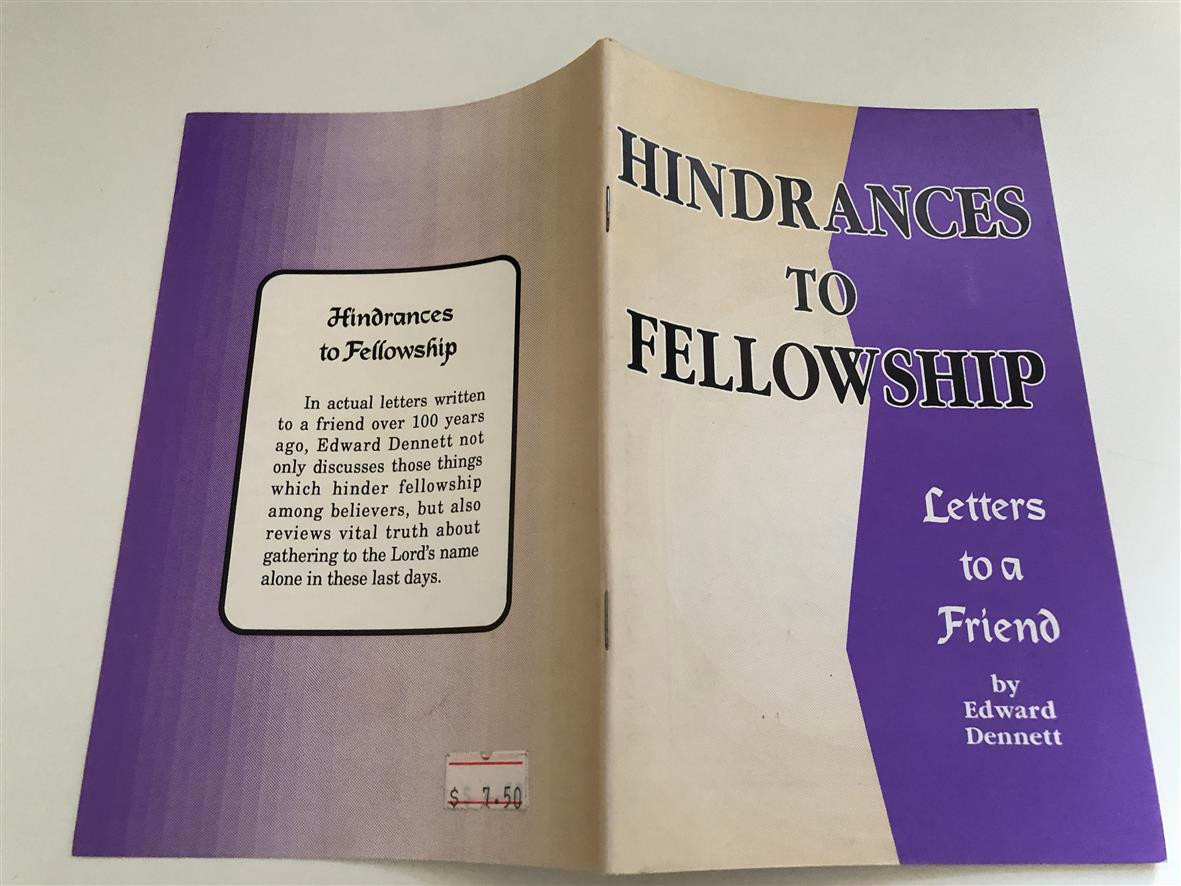 Hindrances
to Fellowship
In actual letters written
to a friend over 100 years
ago, Edward Dennett not
only discusses those things
which hinder fellowship
among believers, but also
reviews vital truth about
gathering to the Lord's name
alone in these last days.
$ 7.50
HINDRANCES
TO
FELLOWSHIP
Letters
to a
Friend
by
Edward
Dennett